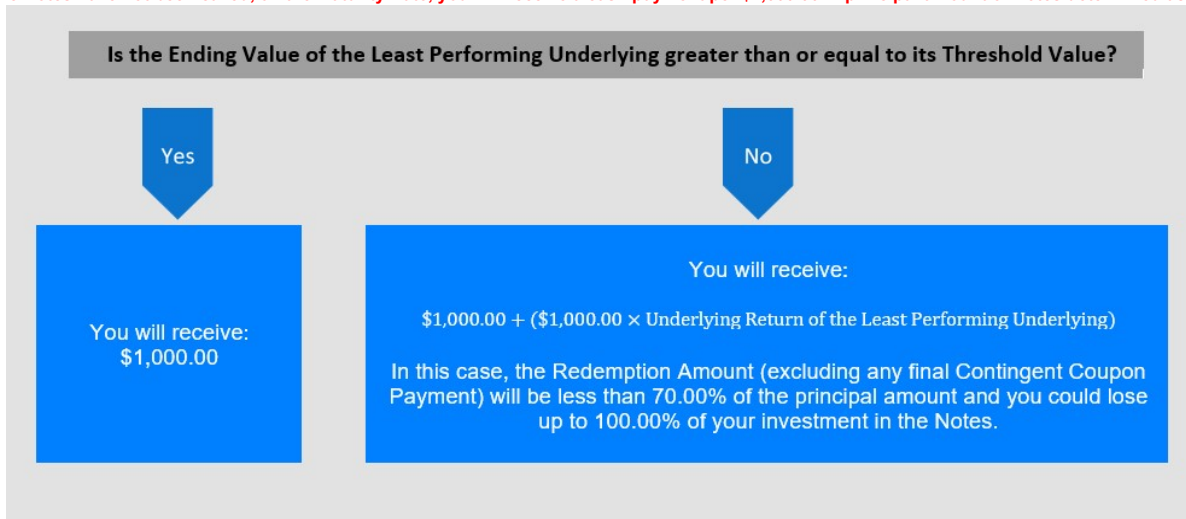 Is the Ending Value of the Least Performing Underlying greater than or equal to its Threshold Value?
Yes
No
You will receive:
$1,000.00
You will receive:
$1,000.00 + ($1,000.00 × Underlying Return of the Least Performing Underlying)
In this case, the Redemption Amount (excluding any final Contingent Coupon
Payment) will be less than 70.00% of the principal amount and you could lose
up to 100.00% of your investment in the Notes.